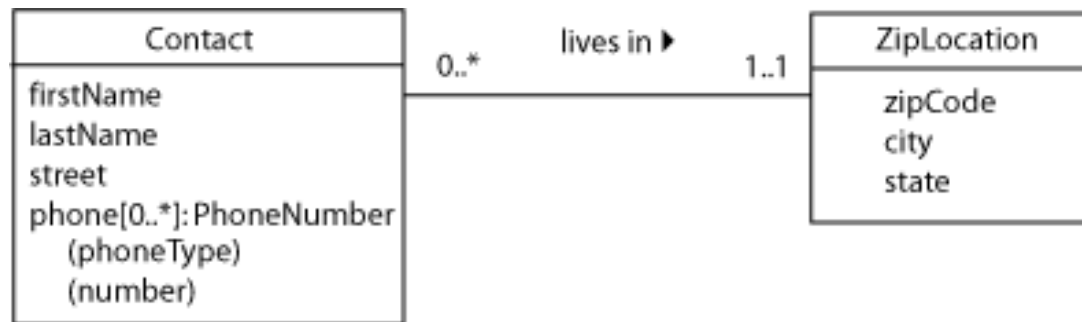 Contact
firstName
lastName
street
phone[0..*]:PhoneNumber
(phoneType)
(number)
0..*
lives in
1..1
ZipLocation
zipCode
city
state